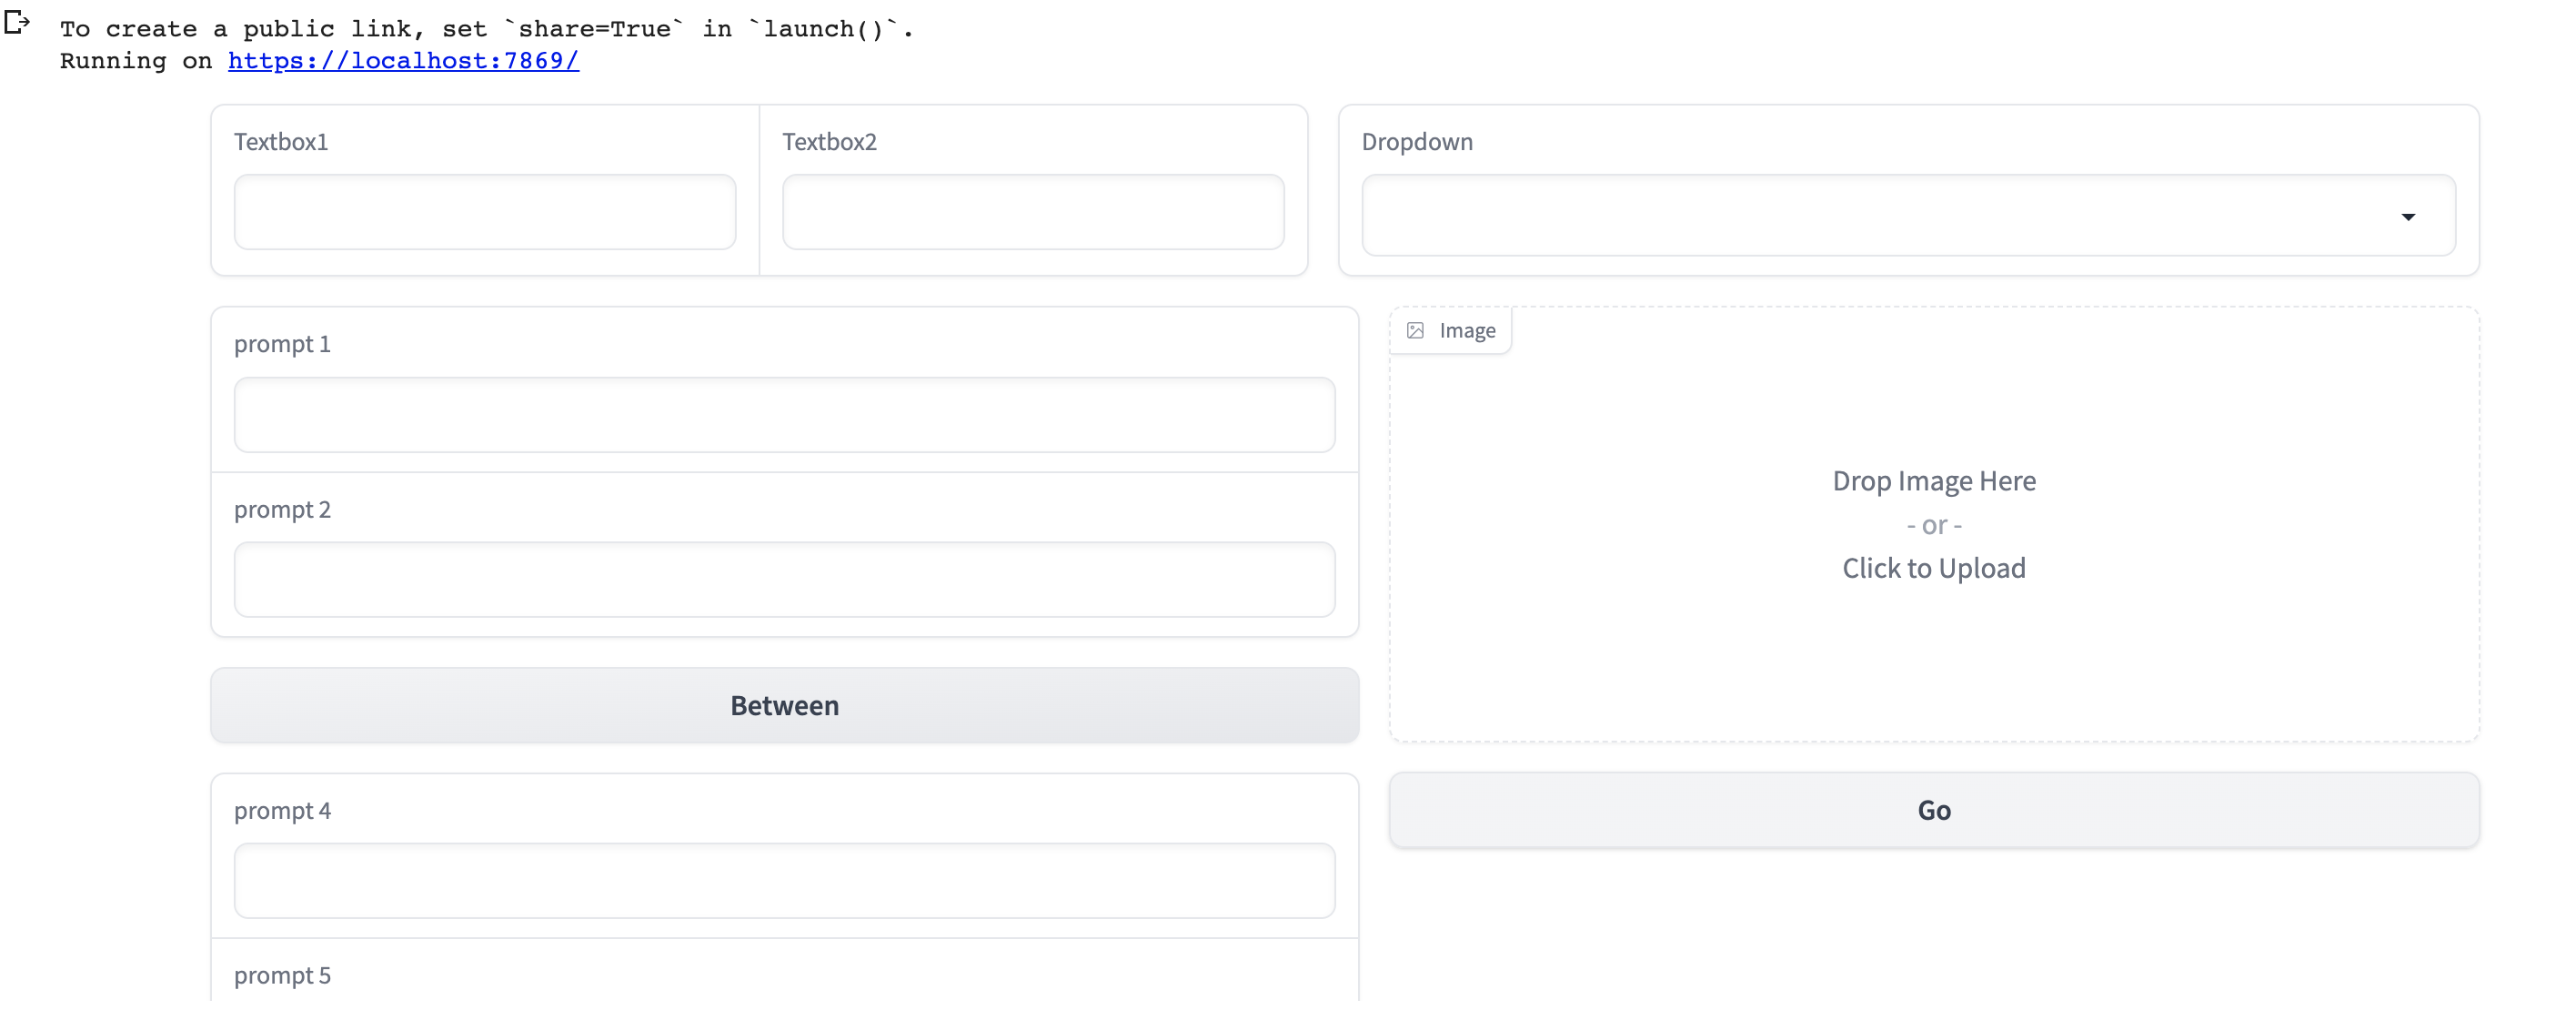 To create a public link, set `share=True` in `launch()`.
Running on https://localhost:7869/
Textbox1
Textbox2
Dropdown
prompt 1
prompt 2
Between
prompt 4
prompt 5
Image
Drop Image Here
- or -
Click to Upload
Go